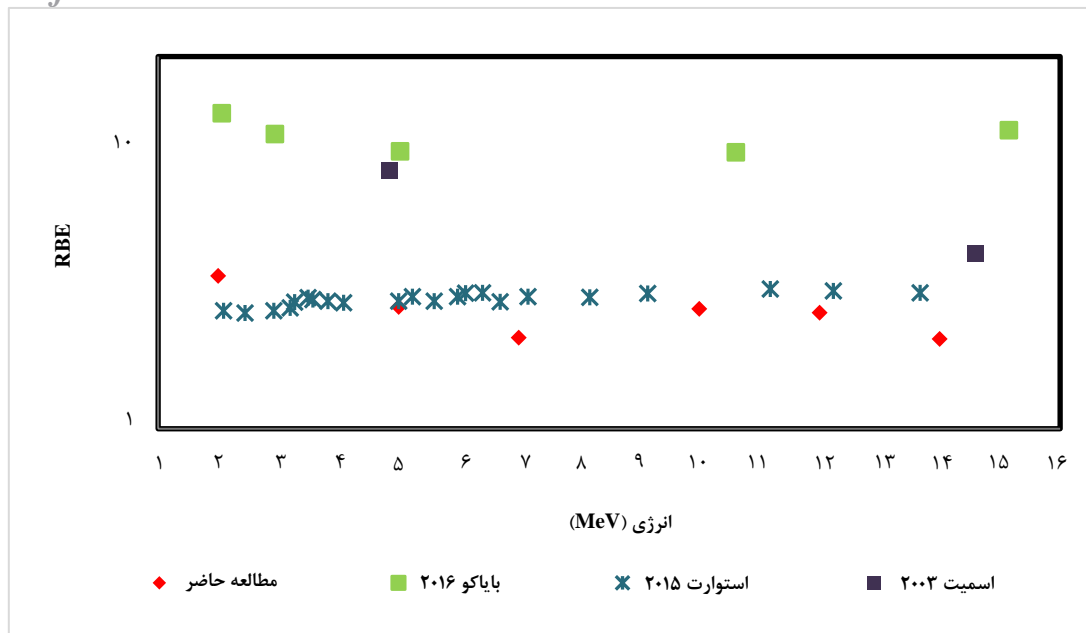 ۱۰
RBE
۱
۱ ۲ ۳ ۴ ۵ ۶ ۷ ۸ ۹ ۱۰ ۱۱ ۱۲ ۱۳ ۱۴ ۱۵ ۱۶
انرژی (MeV)
مطالعه حاضر بایاکو ۲۰۱۶ استوارت ۲۰۱۵ اسمیت ۲۰۰۳